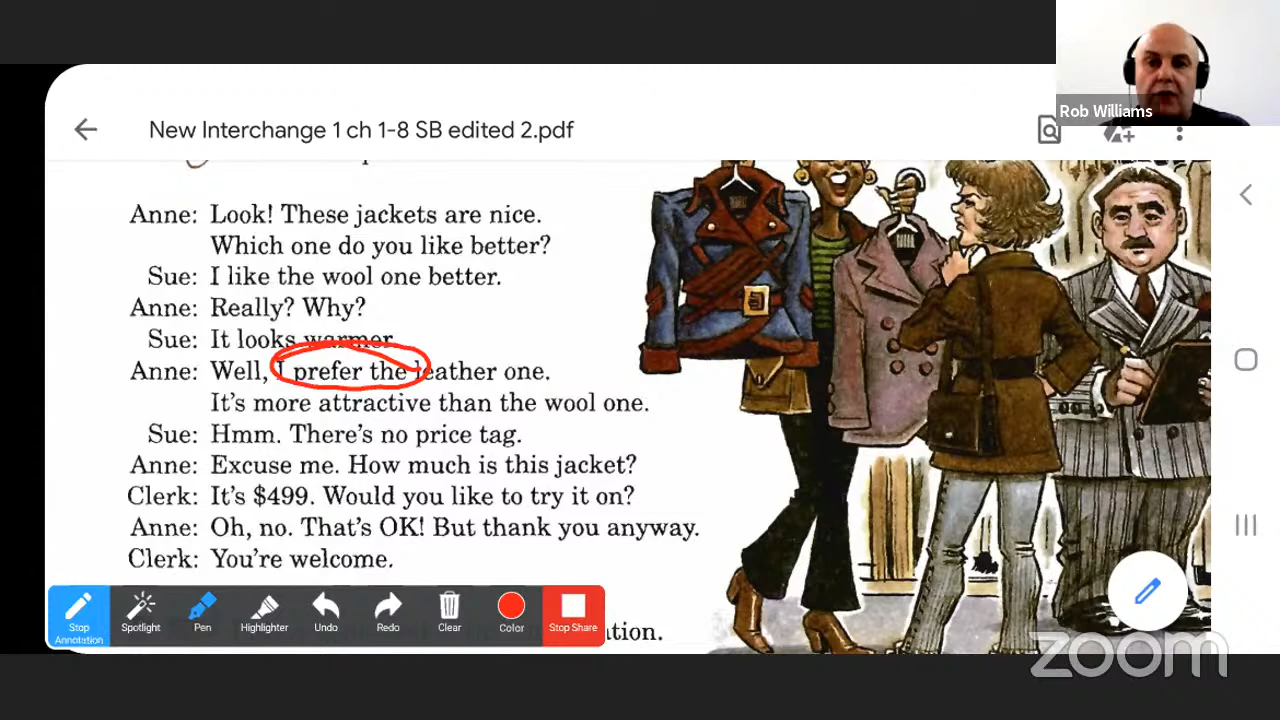 Rob Williams
New Interchange 1 ch 1-8 SB edited 2.pdf
Anne: Look! These jackets are nice.
Which one do you like better?
Sue: I like the wool one better.
Anne: Really? Why?
Sue: It looks warmer.
Anne: Well, I prefer the leather one.
It's more attractive than the wool one.
Sue: Hmm. There's no price tag.
Anne: Excuse me. How much is this jacket?
Clerk: It's $499. Would you like to try it on?
Anne: Oh, no. That's OK! But thank you anyway.
Clerk: You're welcome.
Stop Annotation Spotlight Pen Highlighter Undo Redo Clear Color Stop Share
zoom